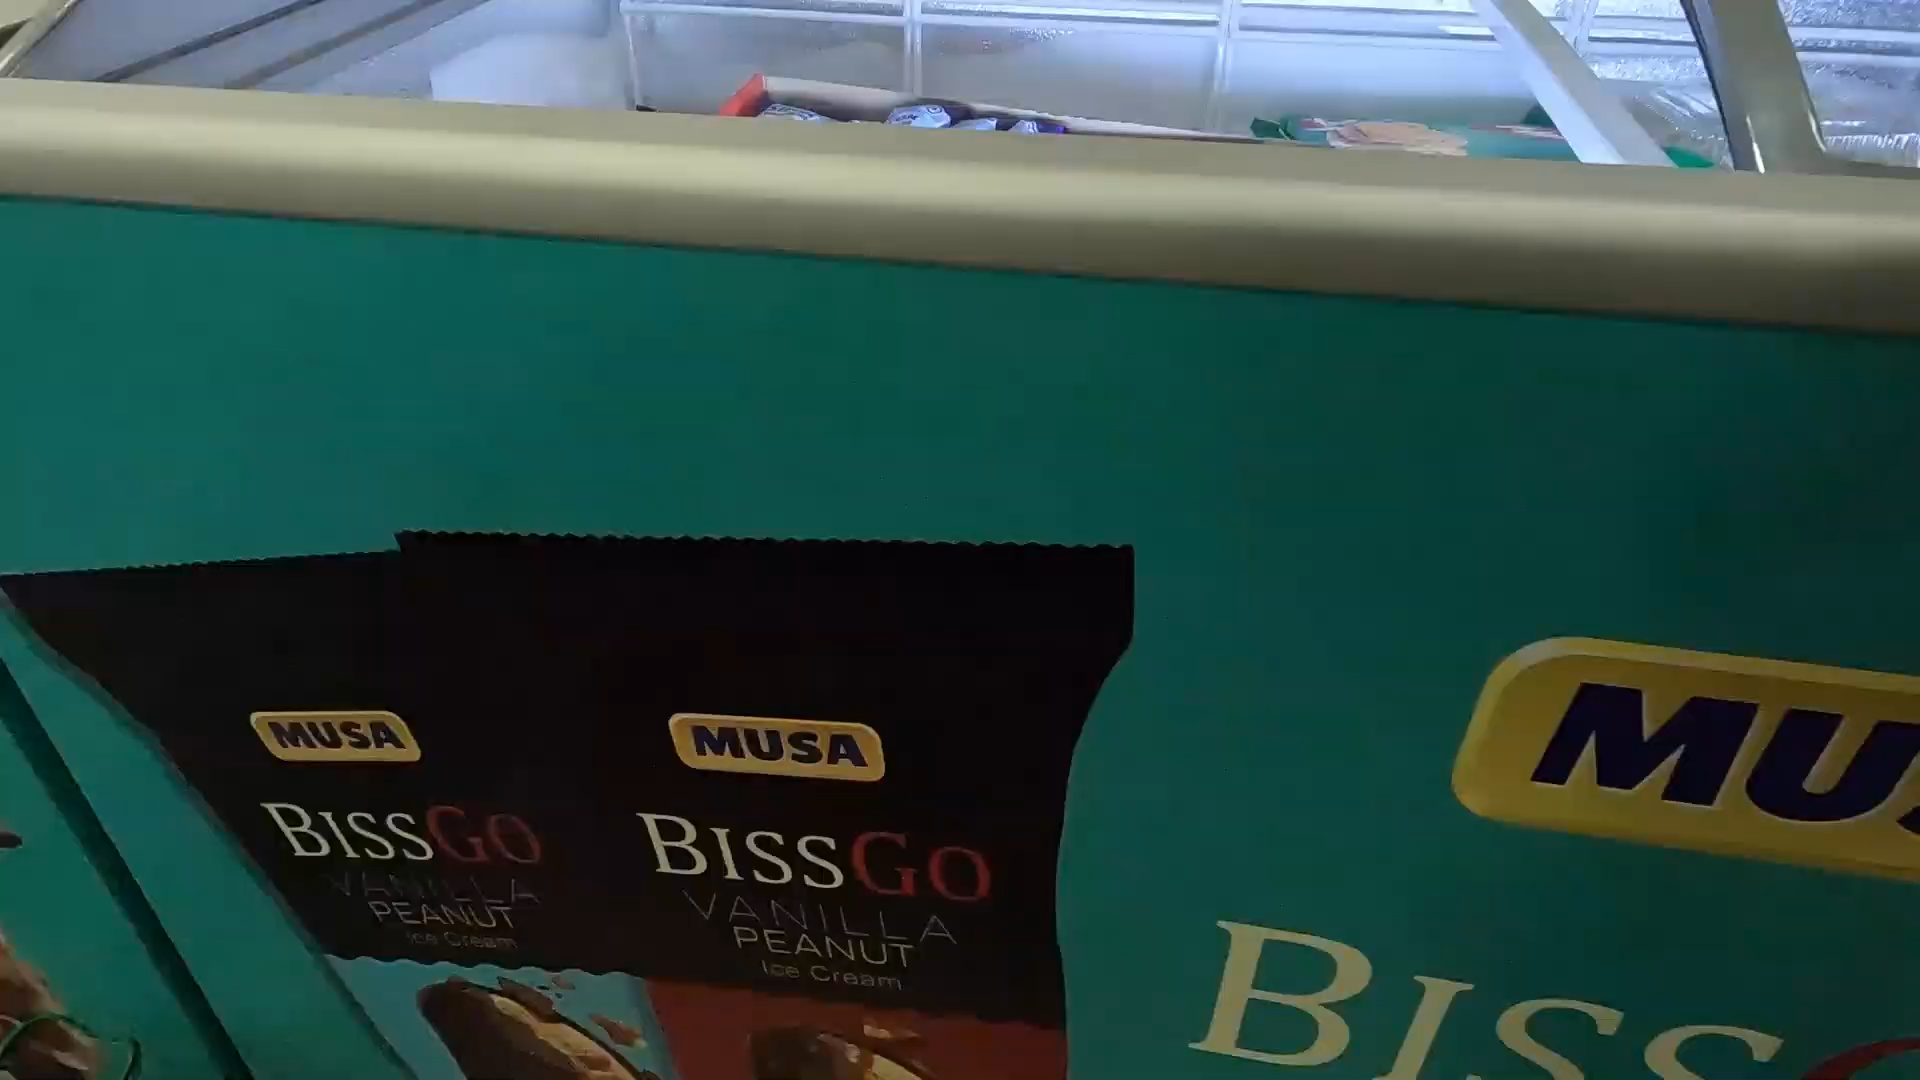 MUSA
BISSGO
VANILLA
PEANUT
Ice Cream
MUSA
BISSGO
VANILLA
PEANUT
Ice Cream
MU
BISS